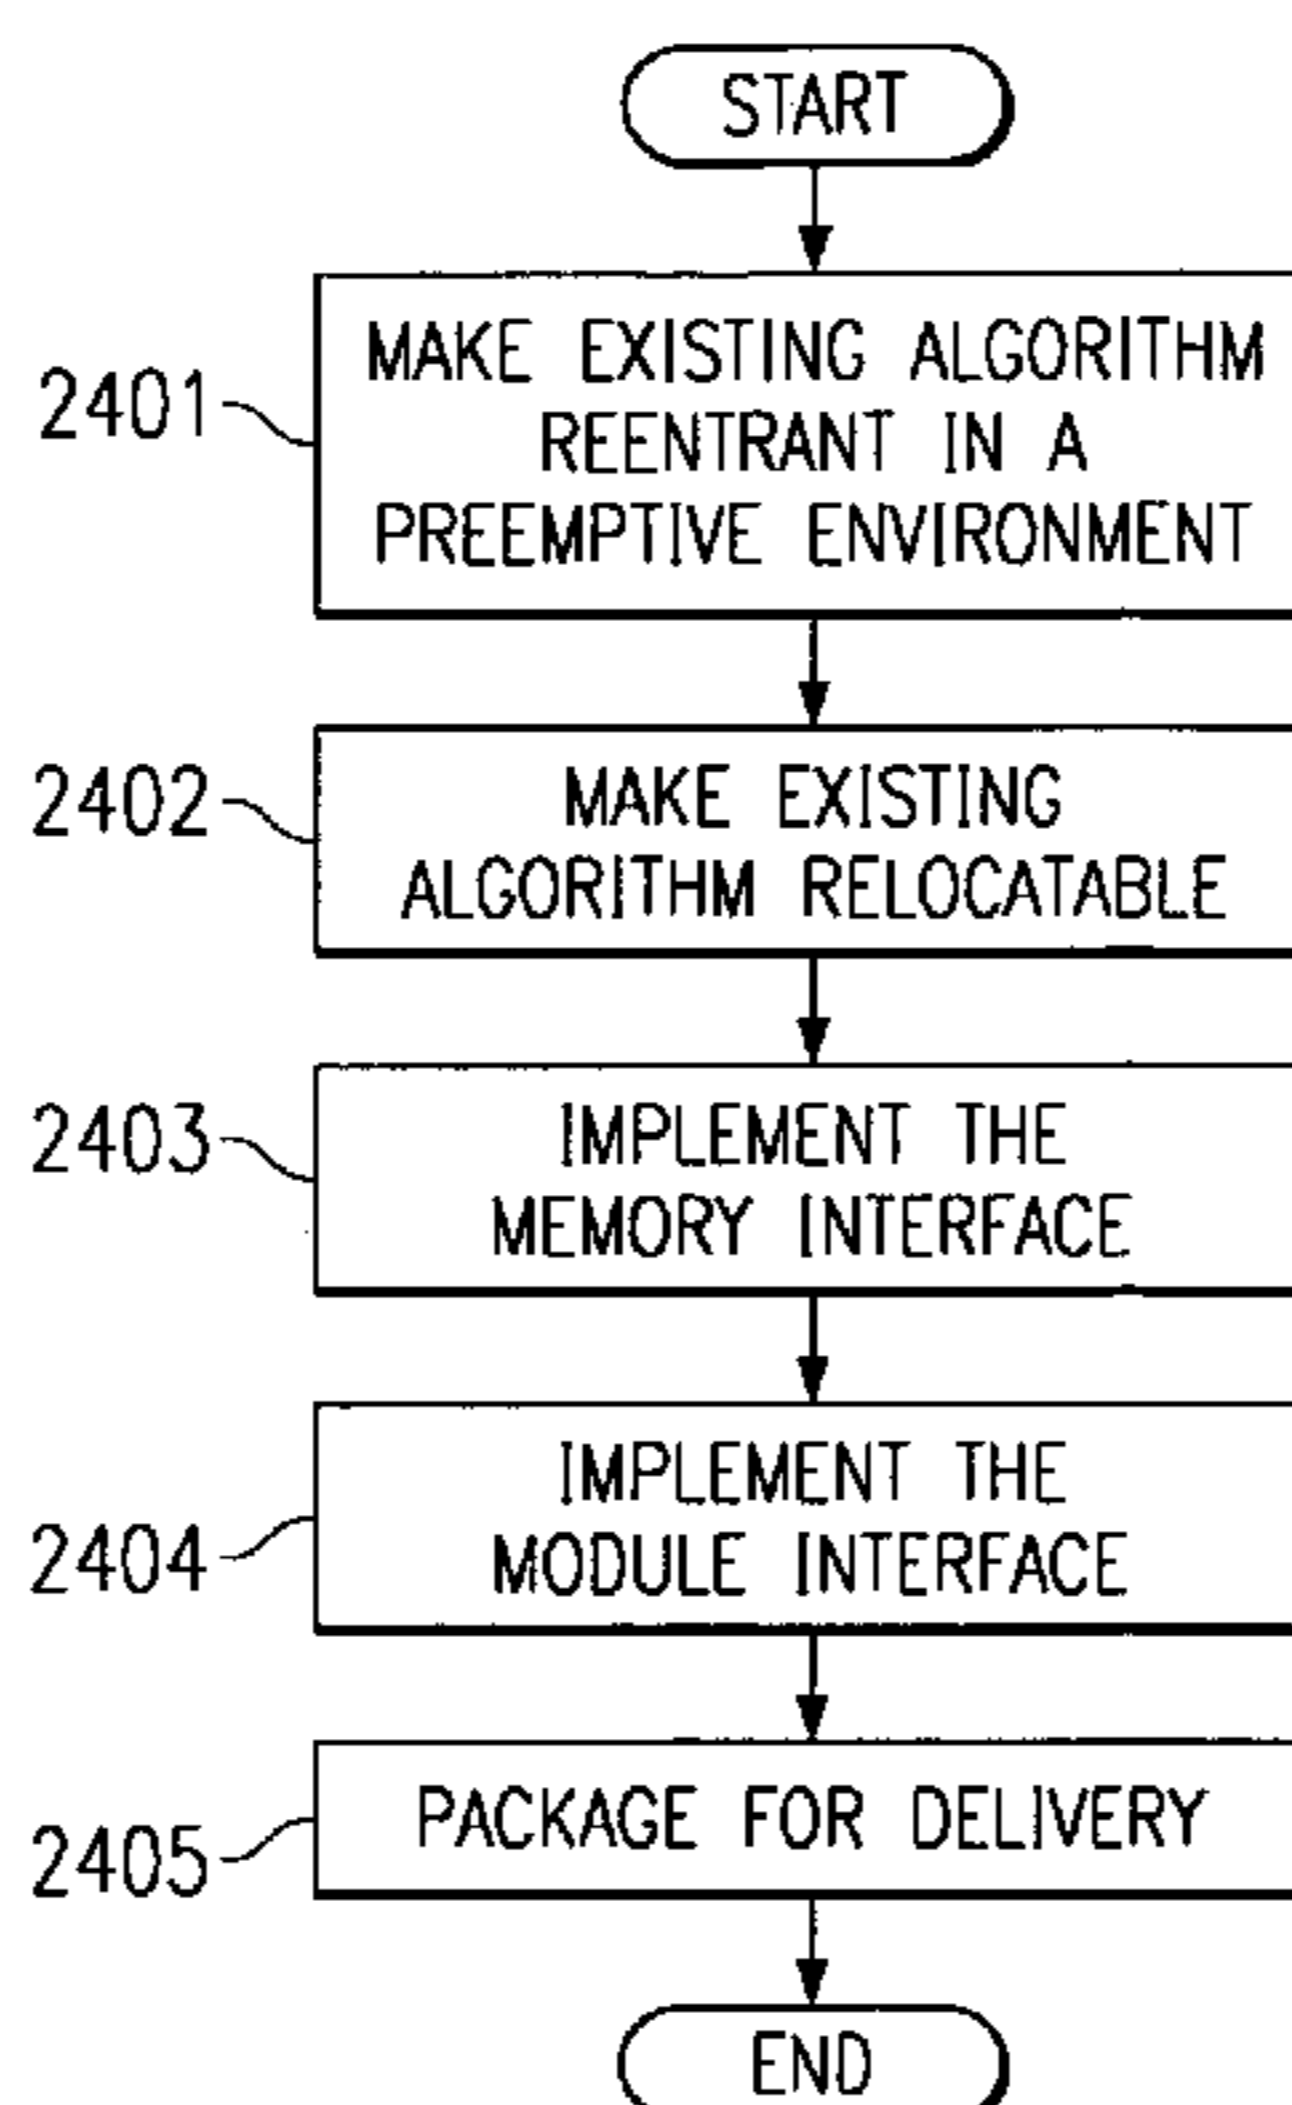 START
2401
MAKE EXISTING ALGORITHM
REENTRANT IN A
PREEMPTIVE ENVIRONMENT
2402
MAKE EXISTING
ALGORITHM RELOCATABLE
2403
IMPLEMENT THE
MEMORY INTERFACE
2404
IMPLEMENT THE
MODULE INTERFACE
2405
PACKAGE FOR DELIVERY
END